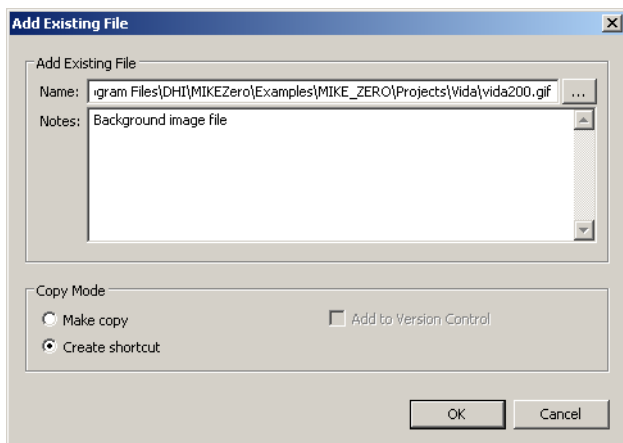 Add Existing File
Add Existing File
Name: gram Files\DHI\MIKEZero\Examples\MIKE_ZERO\Projects\Vida\vida200.gif ...
Notes: Background image file
Copy Mode
Make copy Add to Version Control
Create shortcut
OK Cancel